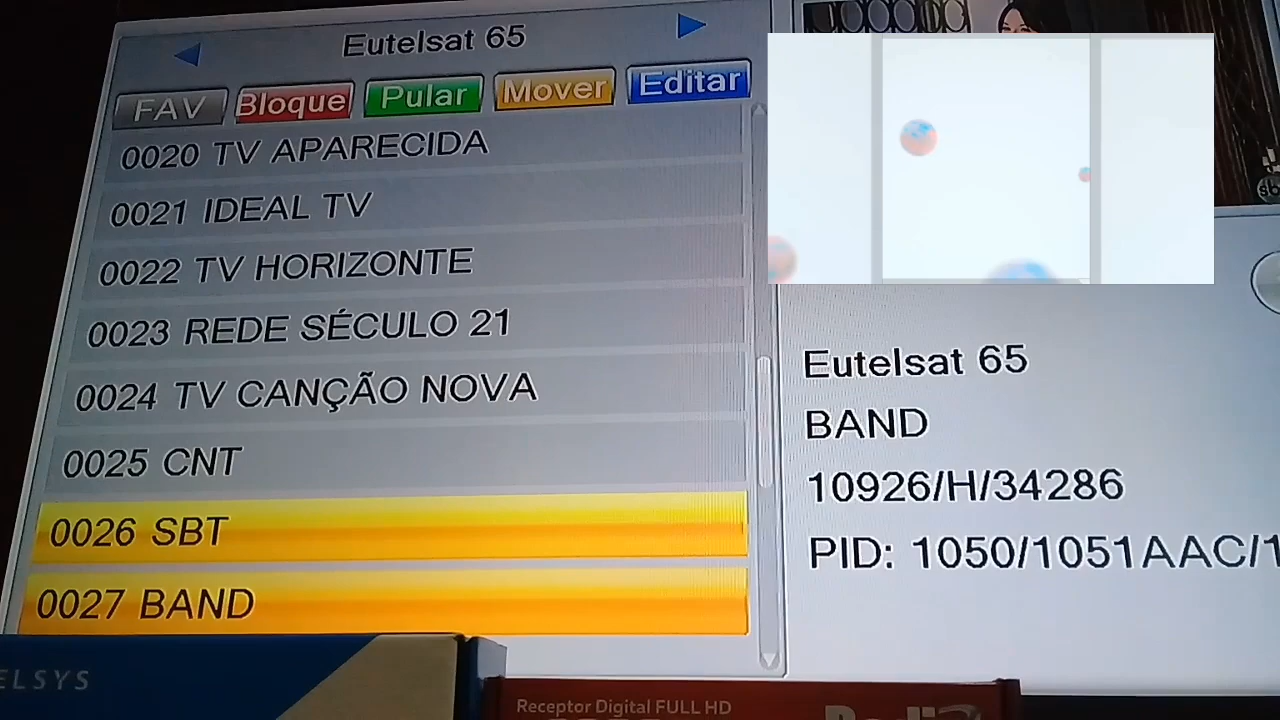 Eutelsat 65
FAV Bloque Pular Mover Editar
0020 TV APARECIDA
0021 IDEAL TV
0022 TV HORIZONTE
0023 REDE SÉCULO 21
0024 TV CANÇÃO NOVA
0025 CNT
0026 SBT
0027 BAND
Eutelsat 65
BAND
10926/H/34286
PID: 1050/1051AAC/1
ELSYS
Receptor Digital FULL HD